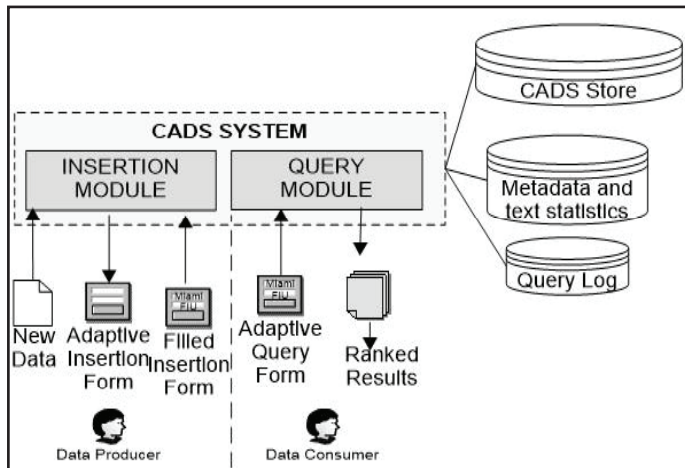 CADS Store
CADS SYSTEM
INSERTION
MODULE
QUERY
MODULE
Metadata and
text statistics
Query Log
New
Data
Adaptive
Insertion
Form
Miami
FIU
Filled
Insertion
Form
Miami
FIU
Adaptive
Query
Form
Ranked
Results
Data Producer
Data Consumer